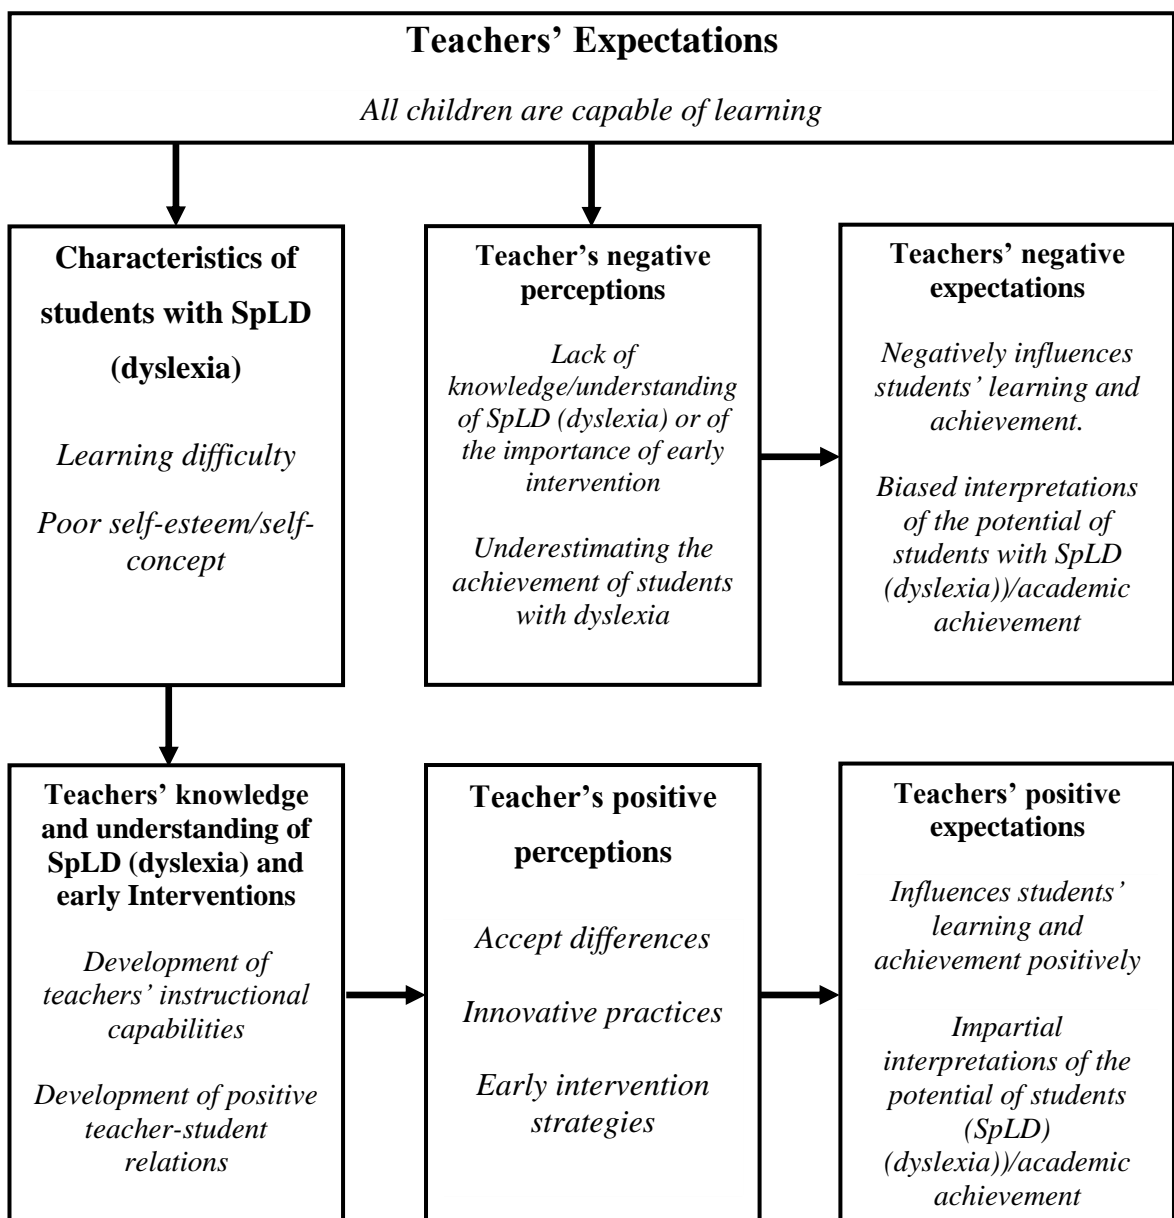 Teachers’ Expectations
All children are capable of learning
Characteristics of
students with SpLD
(dyslexia)
Learning difficulty
Poor self-esteem/self-
concept
Teacher’s negative
perceptions
Lack of
knowledge/understanding
of SpLD (dyslexia) or of
the importance of early
intervention
Underestimating the
achievement of students
with dyslexia
Teachers’ negative
expectations
Negatively influences
students’ learning and
achievement.
Biased interpretations
of the potential of
students with SpLD
(dyslexia))/academic
achievement
Teachers’ knowledge
and understanding of
SpLD (dyslexia) and
early Interventions
Development of
teachers’ instructional
capabilities
Development of positive
teacher-student
relations
Teacher’s positive
perceptions
Accept differences
Innovative practices
Early intervention
strategies
Teachers’ positive
expectations
Influences students’
learning and
achievement positively
Impartial
interpretations of the
potential of students
(SpLD)
(dyslexia))/academic
achievement